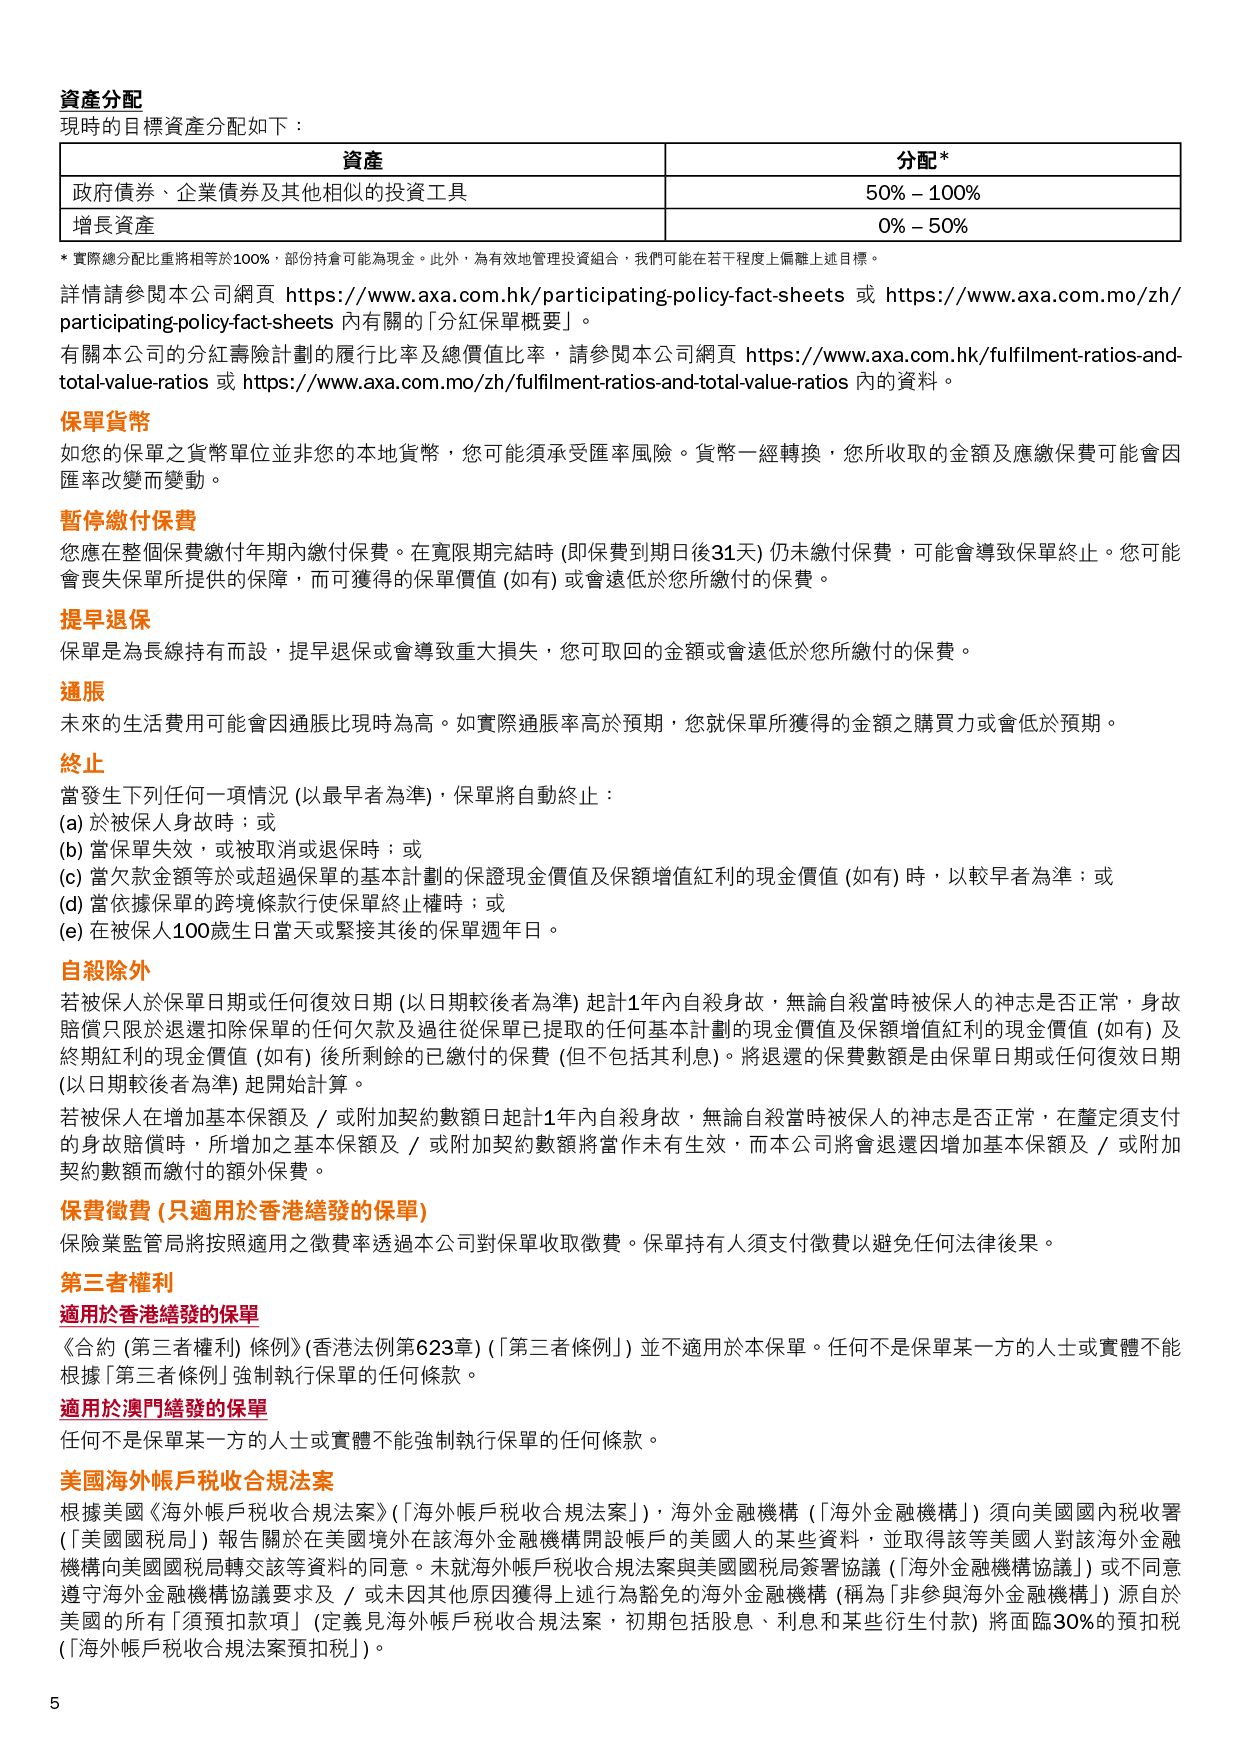 資產分配
現時的目標資產分配如下：
資產 分配*
政府債券、企業債券及其他相似的投資工具 50% – 100%
增長資產 0% – 50%
* 實際總分配比重將相等於100%，部份持倉可能為現金。此外，為有效地管理投資組合，我們可能在若干程度上偏離上述目標。
詳情請參閱本公司網頁 https://www.axa.com.hk/participating-policy-fact-sheets 或 https://www.axa.com.mo/zh/
participating-policy-fact-sheets 內有關的「分紅保單概要」。
有關本公司的分紅壽險計劃的履行比率及總價值比率，請參閱本公司網頁 https://www.axa.com.hk/fulfilment-ratios-and-
total-value-ratios 或 https://www.axa.com.mo/zh/fulfilment-ratios-and-total-value-ratios 內的資料。
保單貨幣
如您的保單之貨幣單位並非您的本地貨幣，您可能須承受匯率風險。貨幣一經轉換，您所收取的金額及應繳保費可能會因
匯率改變而變動。
暫停繳付保費
您應在整個保費繳付年期內繳付保費。在寬限期完結時 (即保費到期日後31天) 仍未繳付保費，可能會導致保單終止。您可能
會喪失保單所提供的保障，而可獲得的保單價值 (如有) 或會遠低於您所繳付的保費。
提早退保
保單是為長線持有而設，提早退保或會導致重大損失，您可取回的金額或會遠低於您所繳付的保費。
通脹
未來的生活費用可能會因通脹比現時為高。如實際通脹率高於預期，您就保單所獲得的金額之購買力或會低於預期。
終止
當發生下列任何一項情況 (以最早者為準)，保單將自動終止：
(a) 於被保人身故時；或
(b) 當保單失效，或被取消或退保時；或
(c) 當欠款金額等於或超過保單的基本計劃的保證現金價值及保額增值紅利的現金價值 (如有) 時，以較早者為準；或
(d) 當依據保單的跨境條款行使保單終止權時；或
(e) 在被保人100歲生日當天或緊接其後的保單週年日。
自殺除外
若被保人於保單日期或任何復效日期 (以日期較後者為準) 起計1年內自殺身故，無論自殺當時被保人的神志是否正常，身故
賠償只限於退還扣除保單的任何欠款及過往從保單已提取的任何基本計劃的現金價值及保額增值紅利的現金價值 (如有) 及
終期紅利的現金價值 (如有) 後所剩餘的已繳付的保費 (但不包括其利息)。將退還的保費數額是由保單日期或任何復效日期
(以日期較後者為準) 起開始計算。
若被保人在增加基本保額及 / 或附加契約數額日起計1年內自殺身故，無論自殺當時被保人的神志是否正常，在釐定須支付
的身故賠償時，所增加之基本保額及 / 或附加契約數額將當作未有生效，而本公司將會退還因增加基本保額及 / 或附加
契約數額而繳付的額外保費。
保費徵費 (只適用於香港繕發的保單)
保險業監管局將按照適用之徵費率透過本公司對保單收取徵費。保單持有人須支付徵費以避免任何法律後果。
第三者權利
適用於香港繕發的保單
《合約 (第三者權利) 條例》(香港法例第623章) (「第三者條例」) 並不適用於本保單。任何不是保單某一方的人士或實體不能
根據「第三者條例」強制執行保單的任何條款。
適用於澳門繕發的保單
任何不是保單某一方的人士或實體不能強制執行保單的任何條款。
美國海外帳戶税收合規法案
根據美國《海外帳戶税收合規法案》(「海外帳戶税收合規法案」)，海外金融機構 (「海外金融機構」) 須向美國國內税收署
(「美國國税局」) 報告關於在美國境外在該海外金融機構開設帳戶的美國人的某些資料，並取得該等美國人對該海外金融
機構向美國國税局轉交該等資料的同意。未就海外帳戶税收合規法案與美國國税局簽署協議 (「海外金融機構協議」) 或不同意
遵守海外金融機構協議要求及 / 或未因其他原因獲得上述行為豁免的海外金融機構 (稱為「非參與海外金融機構」) 源自於
美國的所有「須預扣款項」 (定義見海外帳戶税收合規法案，初期包括股息、利息和某些衍生付款) 將面臨30%的預扣税
(「海外帳戶税收合規法案預扣税」)。
5